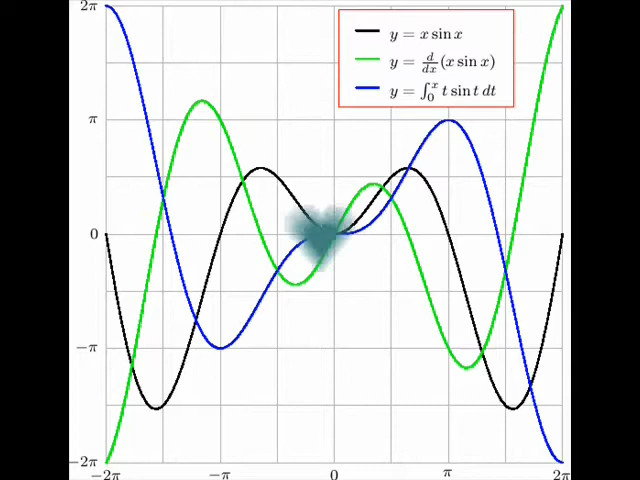 y = x sin x
y = d/dx (x sin x)
y = ∫₀ˣ t sin t dt
2π
π
0
−π
−2π
−2π
−π
0
π
2π